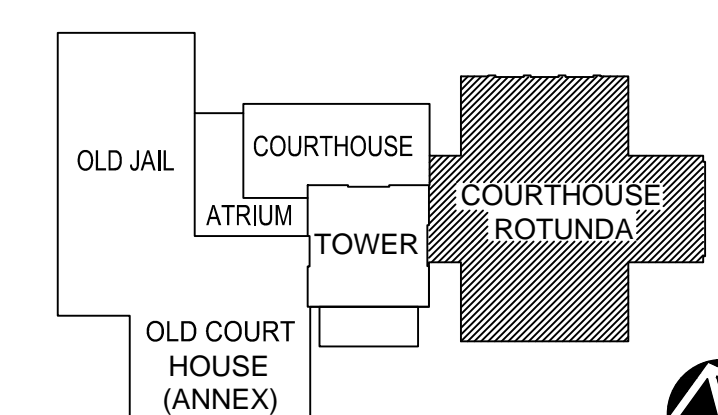 OLD JAIL
COURTHOUSE
ATRIUM
TOWER
COURTHOUSE
ROTUNDA
OLD COURT
HOUSE
(ANNEX)